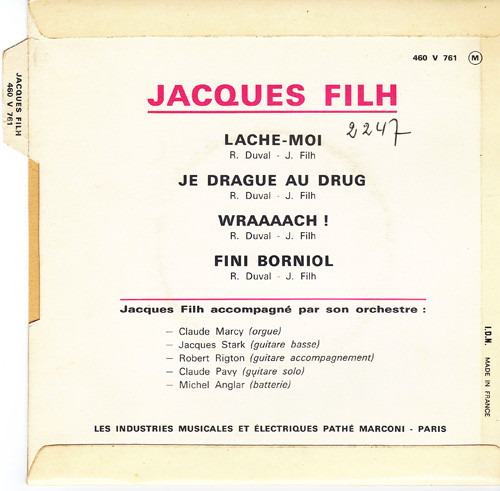 460 V 761 M
JACQUES FILH
2247
LACHE-MOI
R. Duval - J. Filh
JE DRAGUE AU DRUG
R. Duval - J. Filh
WRAAAACH !
R. Duval - J. Filh
FINI BORNIOL
R. Duval - J. Filh
Jacques Filh accompagné par son orchestre :
— Claude Marcy (orgue)
— Jacques Stark (guitare basse)
— Robert Rigton (guitare accompagnement)
— Claude Pavy (guitare solo)
— Michel Anglar (batterie)
LES INDUSTRIES MUSICALES ET ÉLECTRIQUES PATHÉ MARCONI - PARIS
JACQUES FILH
460 V 761
I.D.N. MADE IN FRANCE